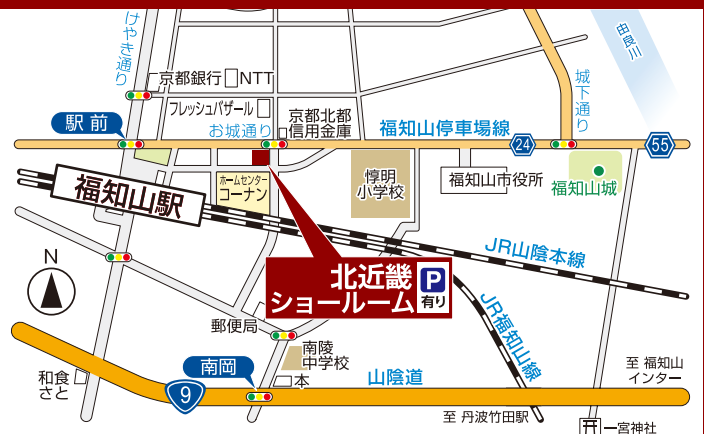 けやき通り
由良川
京都銀行
NTT
城下通り
フレッシュバザール
京都北都
信用金庫
駅前
お城通り
福知山停車場線
24
55
ホームセンター
コーナン
惇明
小学校
福知山市役所
福知山城
福知山駅
JR山陰本線
N
北近畿
ショールーム
P
有り
JR福知山線
郵便局
南陵
中学校
和食
さと
南岡
本
山陰道
9
至 福知山
インター
至 丹波竹田駅
一宮神社